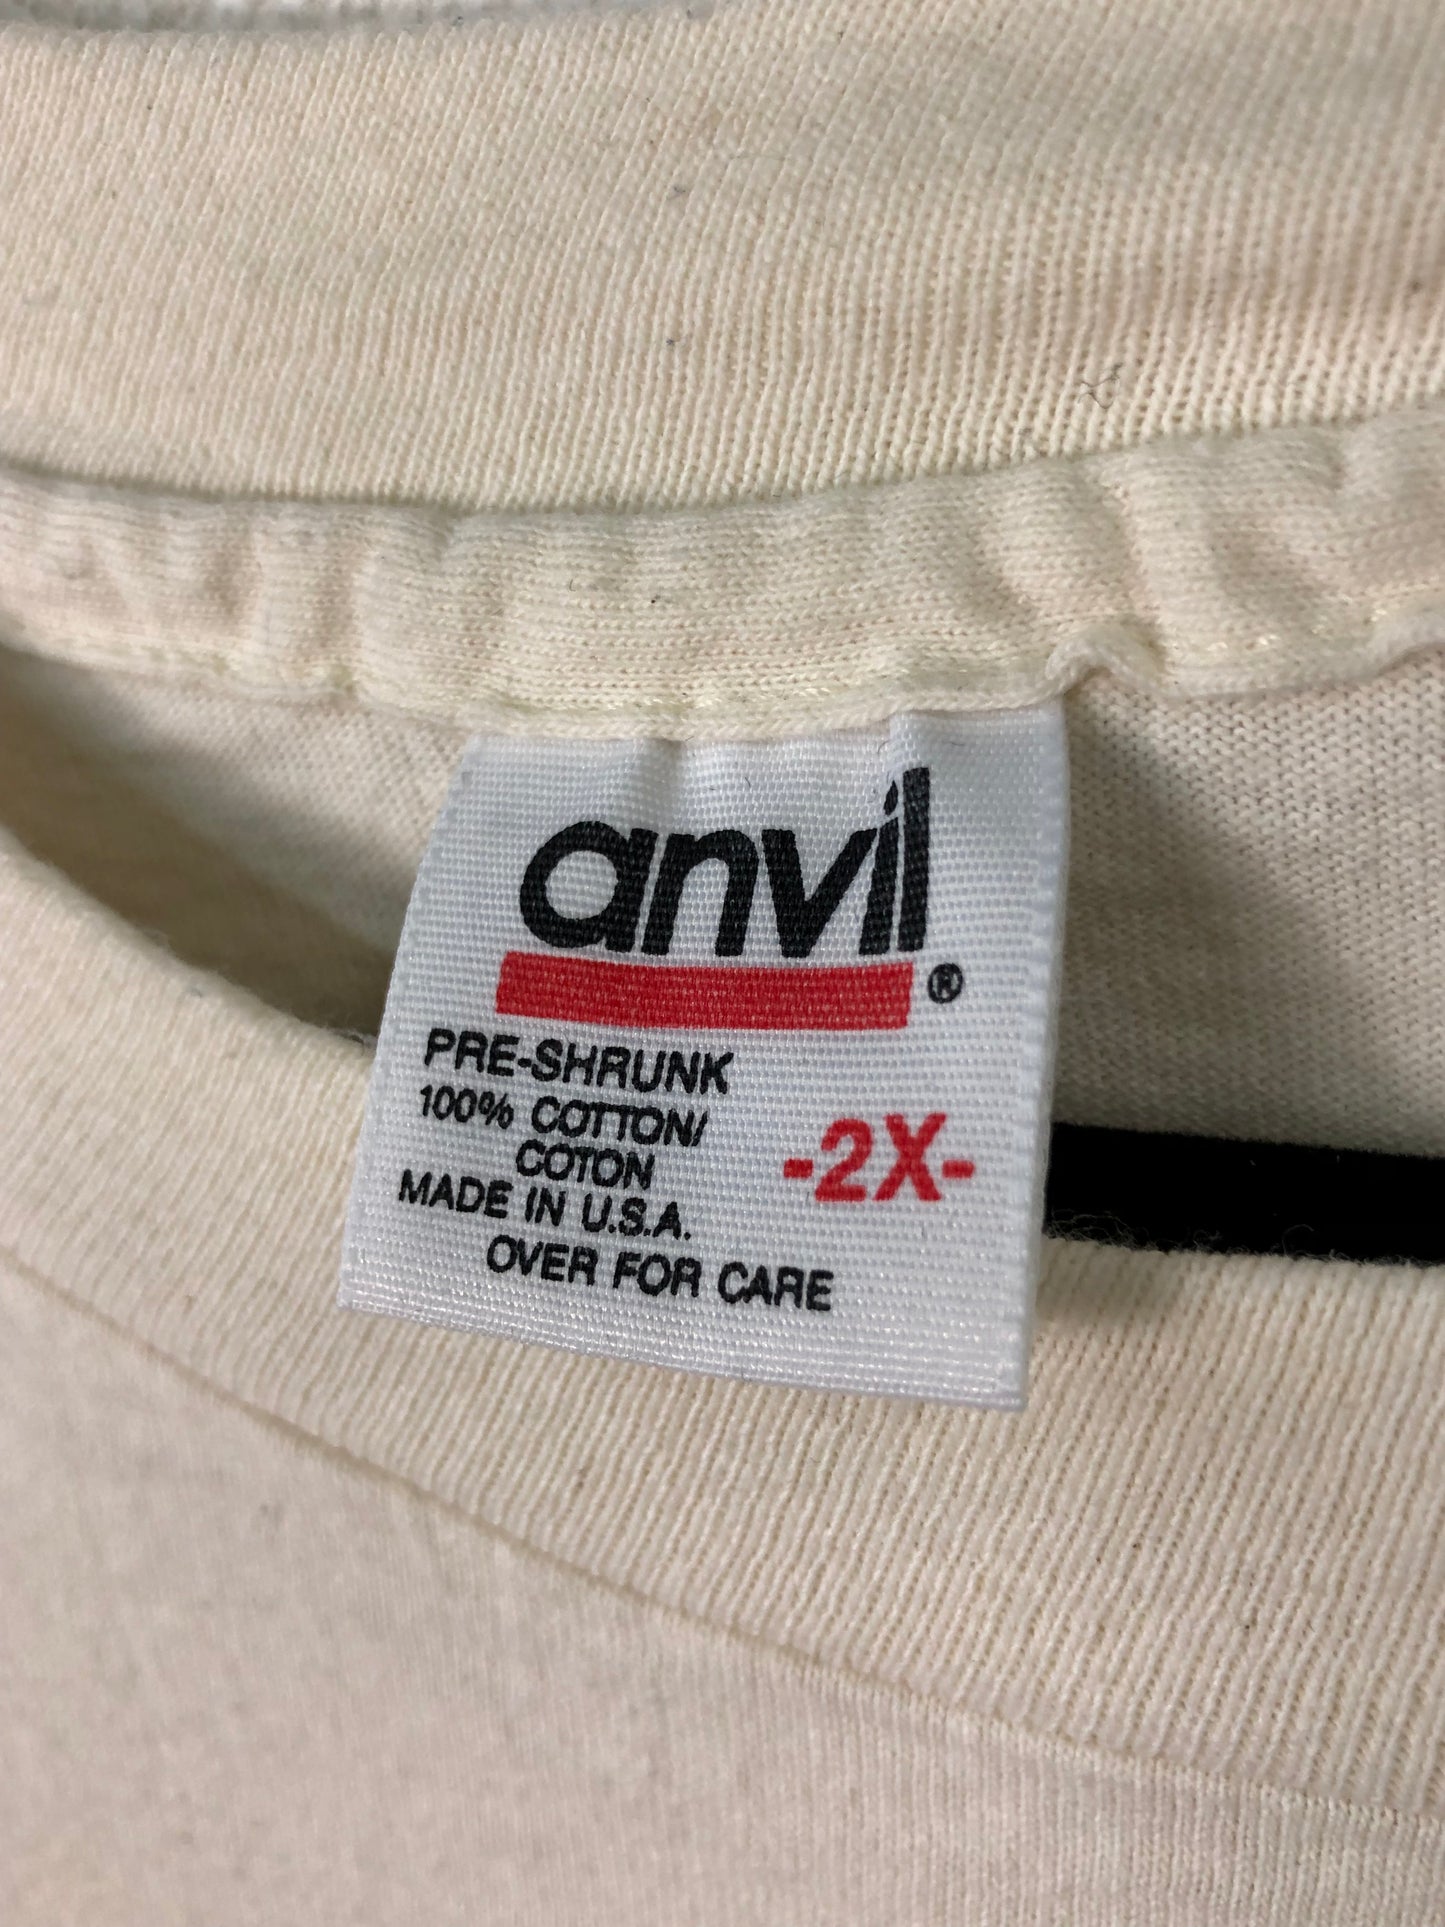 anvil®
PRE-SHRUNK
100% COTTON/
COTON
-2X-
MADE IN U.S.A.
OVER FOR CARE